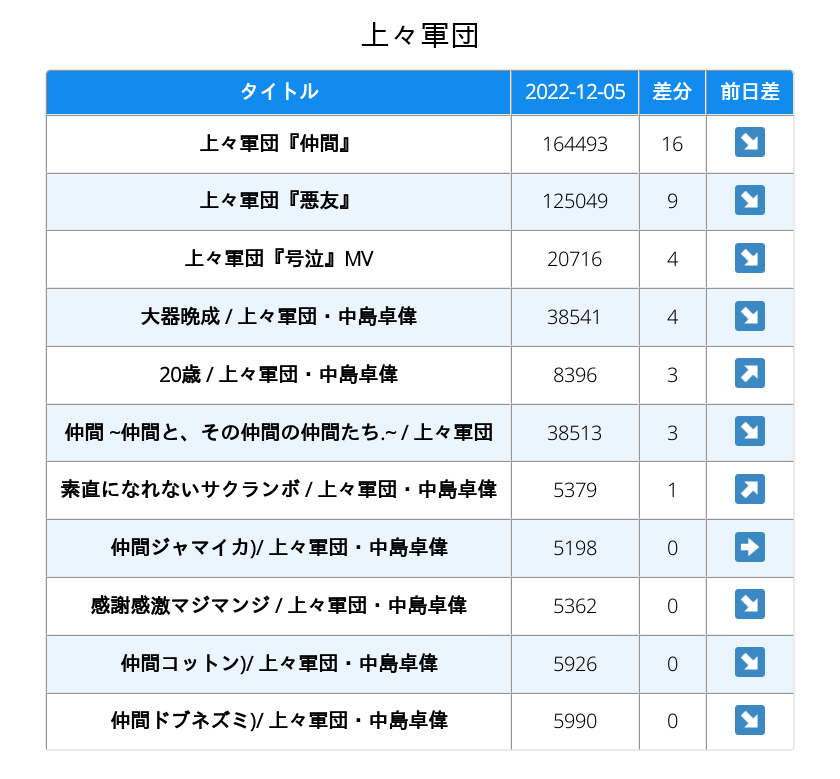 上々軍団
タイトル 2022-12-05 差分 前日差
上々軍団『仲間』 164493 16 ↘
上々軍団『悪友』 125049 9 ↘
上々軍団『号泣』MV 20716 4 ↘
大器晩成 / 上々軍団・中島卓偉 38541 4 ↘
20歳 / 上々軍団・中島卓偉 8396 3 ↗
仲間 ~仲間と、その仲間の仲間たち.~ / 上々軍団 38513 3 ↘
素直になれないサクランボ / 上々軍団・中島卓偉 5379 1 ↗
仲間ジャマイカ)/ 上々軍団・中島卓偉 5198 0 ➡
感謝感激マジマンジ / 上々軍団・中島卓偉 5362 0 ↘
仲間コットン)/ 上々軍団・中島卓偉 5926 0 ↘
仲間ドブネズミ)/ 上々軍団・中島卓偉 5990 0 ↘